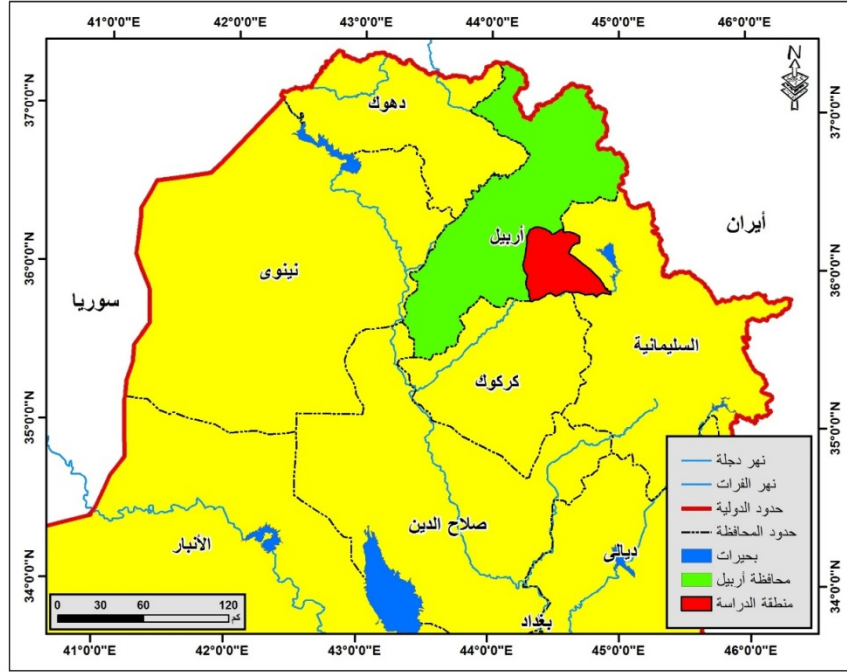 41°0'0"E 42°0'0"E 43°0'0"E 44°0'0"E 45°0'0"E 46°0'0"E
N
37°0'0"N
37°0'0"N
دهوك
أربيل
أيران
36°0'0"N
36°0'0"N
نينوى
سوريا
السليمانية
كركوك
35°0'0"N
35°0'0"N
صلاح الدين
الأنبار
ديالى
بغداد
34°0'0"N
34°0'0"N
نهر دجلة
نهر الفرات
حدود الدولية
حدود المحافظة
بحيرات
محافظة أربيل
منطقة الدراسة
0 30 60 120
كم
41°0'0"E 42°0'0"E 43°0'0"E 44°0'0"E 45°0'0"E 46°0'0"E